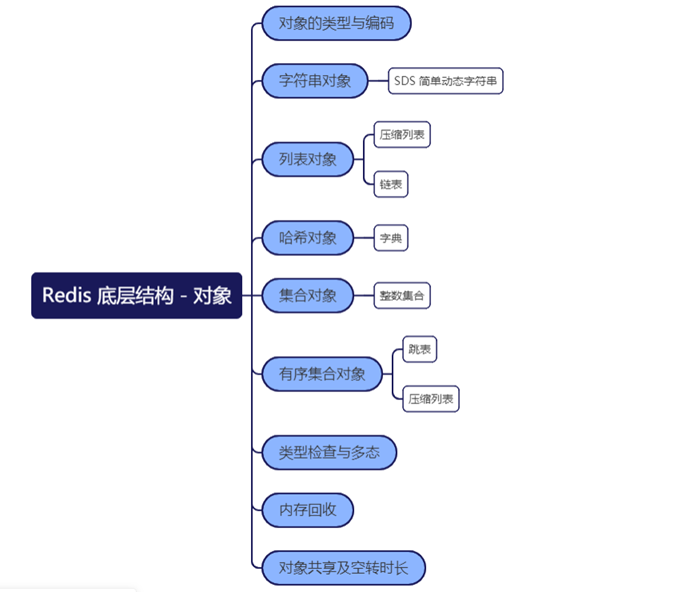 Redis 底层结构 - 对象
对象的类型与编码
字符串对象
SDS 简单动态字符串
列表对象
压缩列表
链表
哈希对象
字典
集合对象
整数集合
有序集合对象
跳表
压缩列表
类型检查与多态
内存回收
对象共享及空转时长